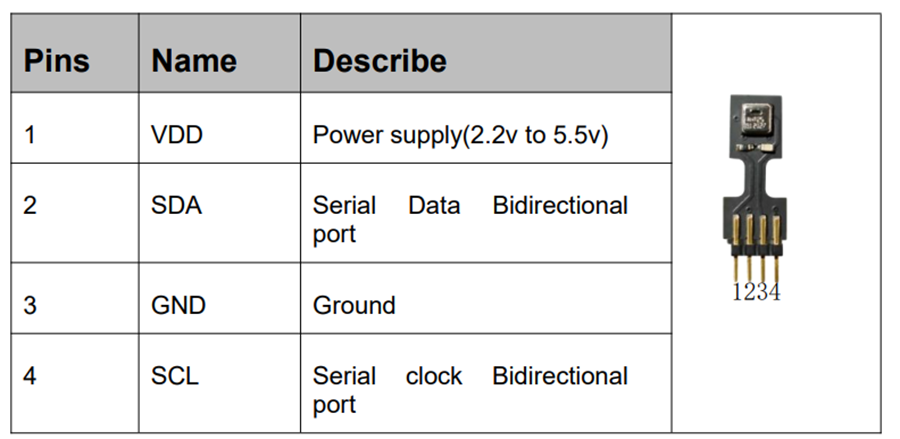 Pins Name Describe
1 VDD Power supply(2.2v to 5.5v)
2 SDA Serial Data Bidirectional
port
3 GND Ground
4 SCL Serial clock Bidirectional
port
1234